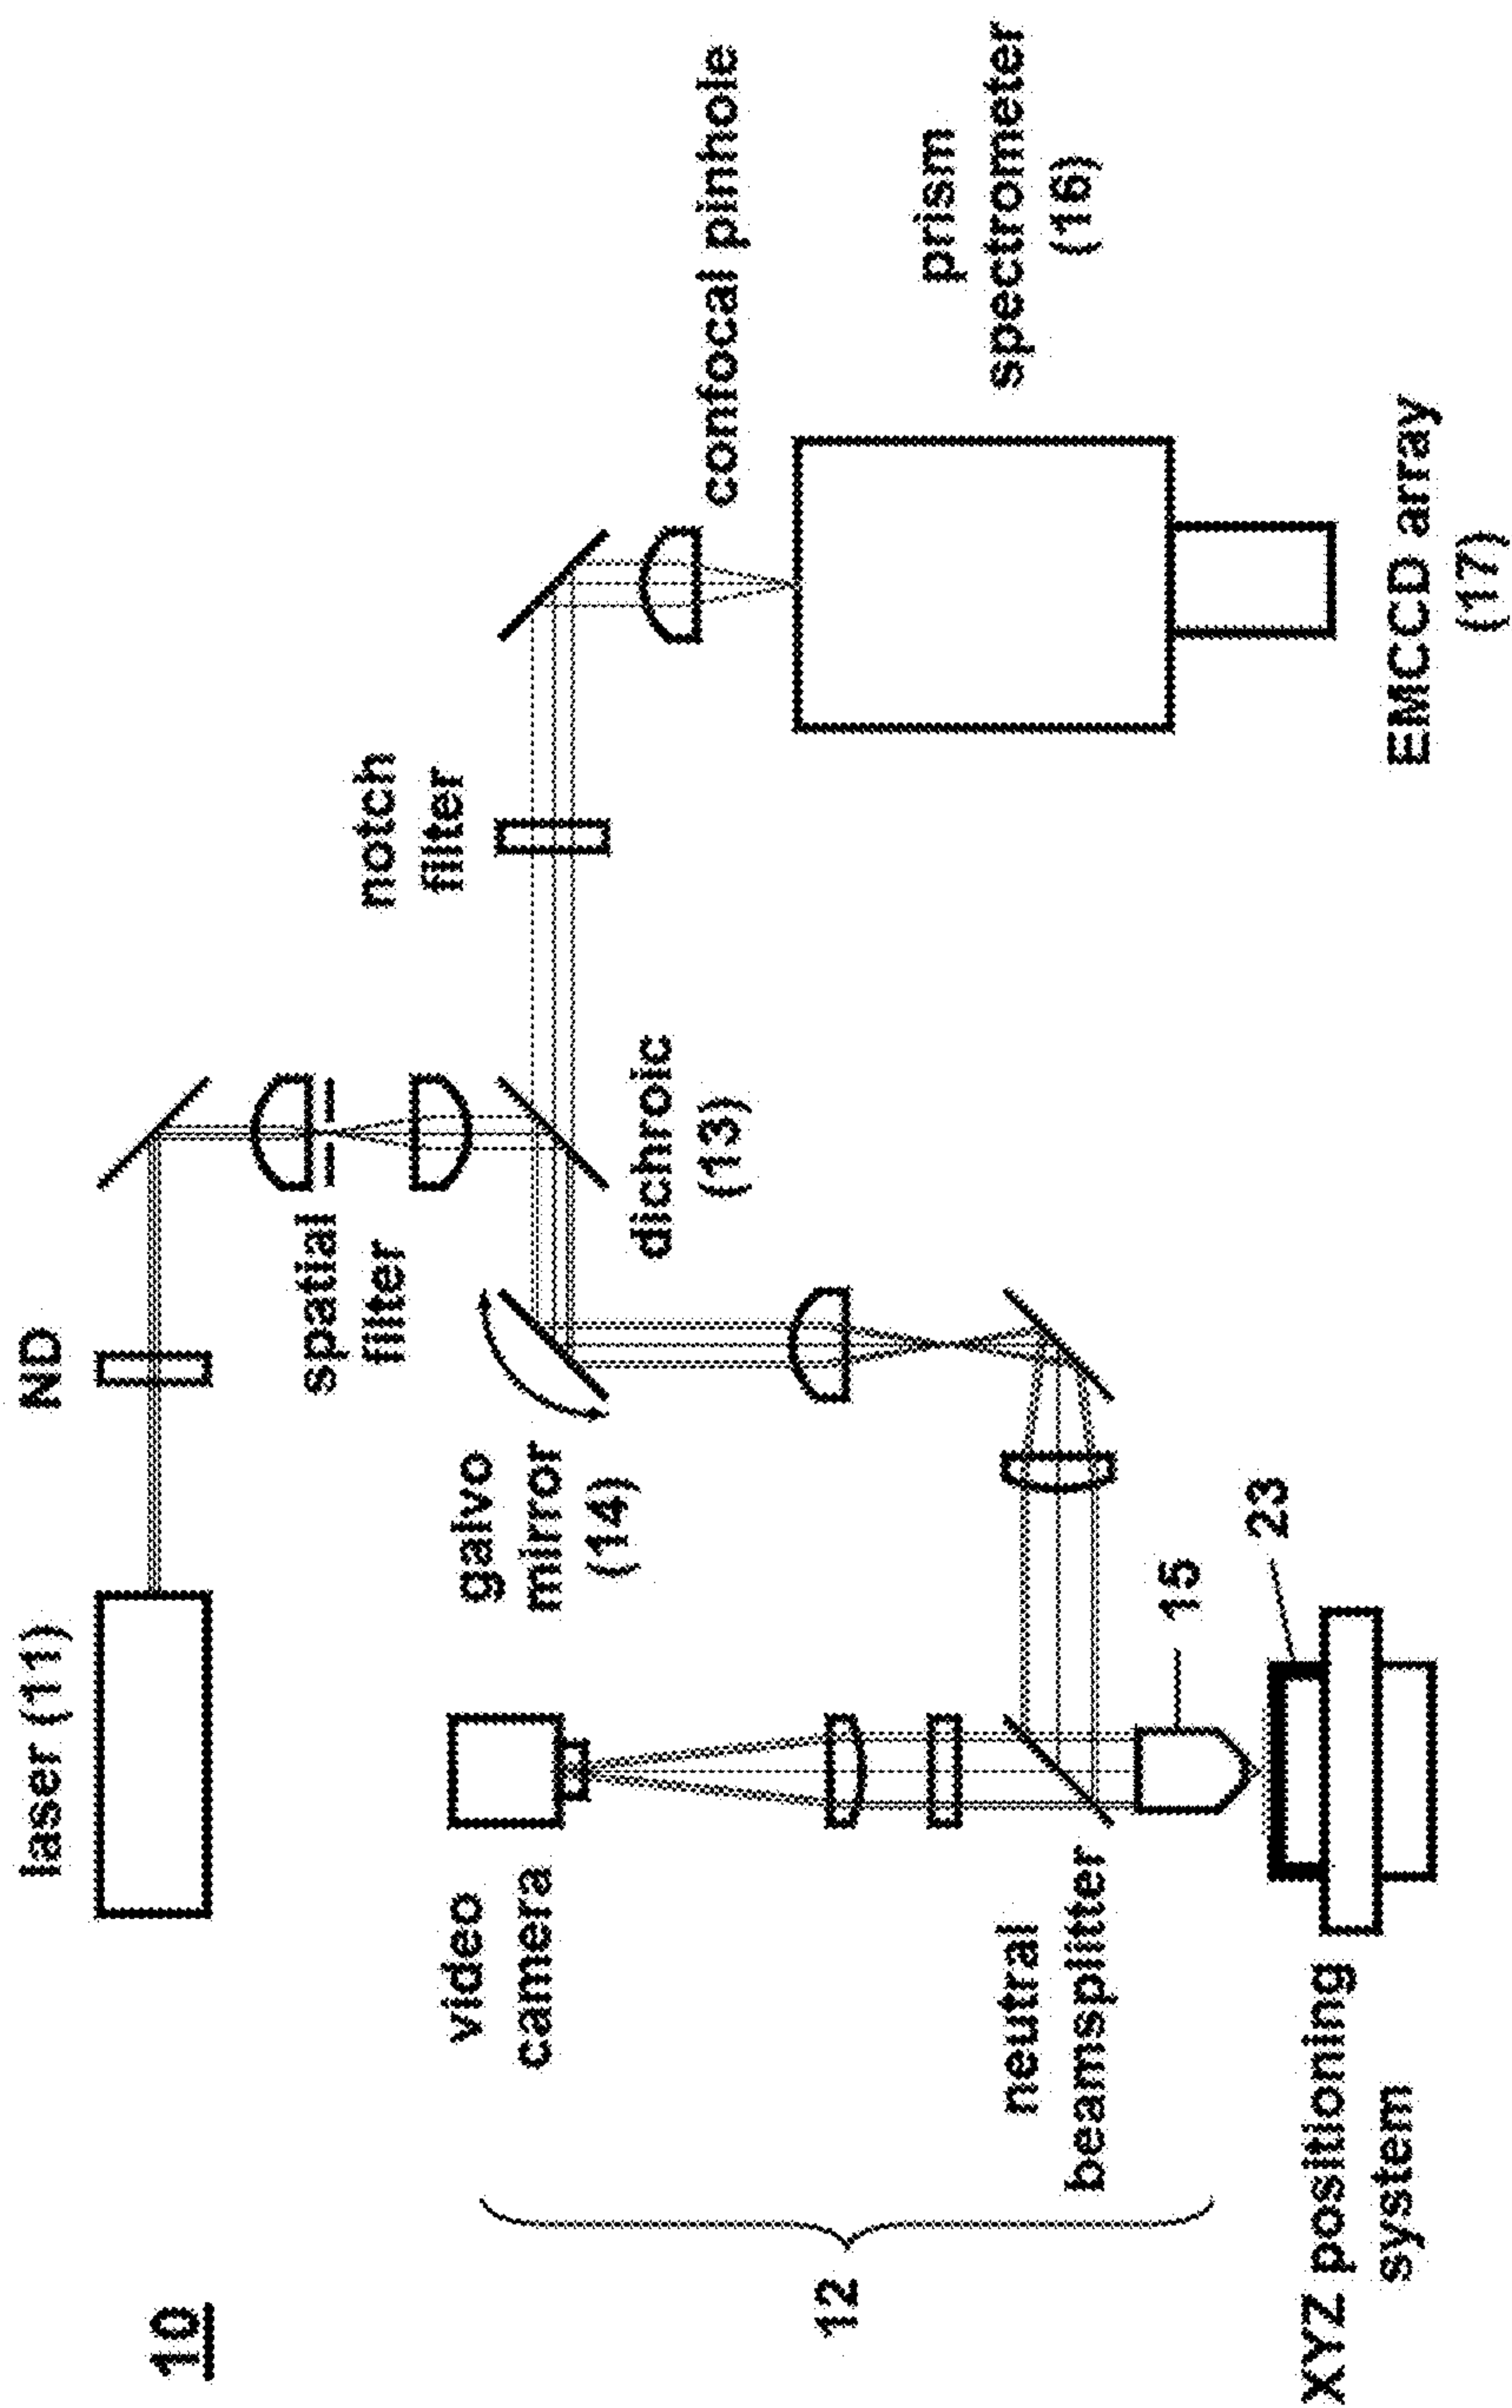 10
laser (11)
ND
spatial
filter
notch
filter
video
camera
galvo
mirror
(14)
dichroic
(13)
confocal pinhole
12
prism
spectrometer
(16)
neutral
beamsplitter
15
23
XYZ positioning
system
EMCCD array
(17)